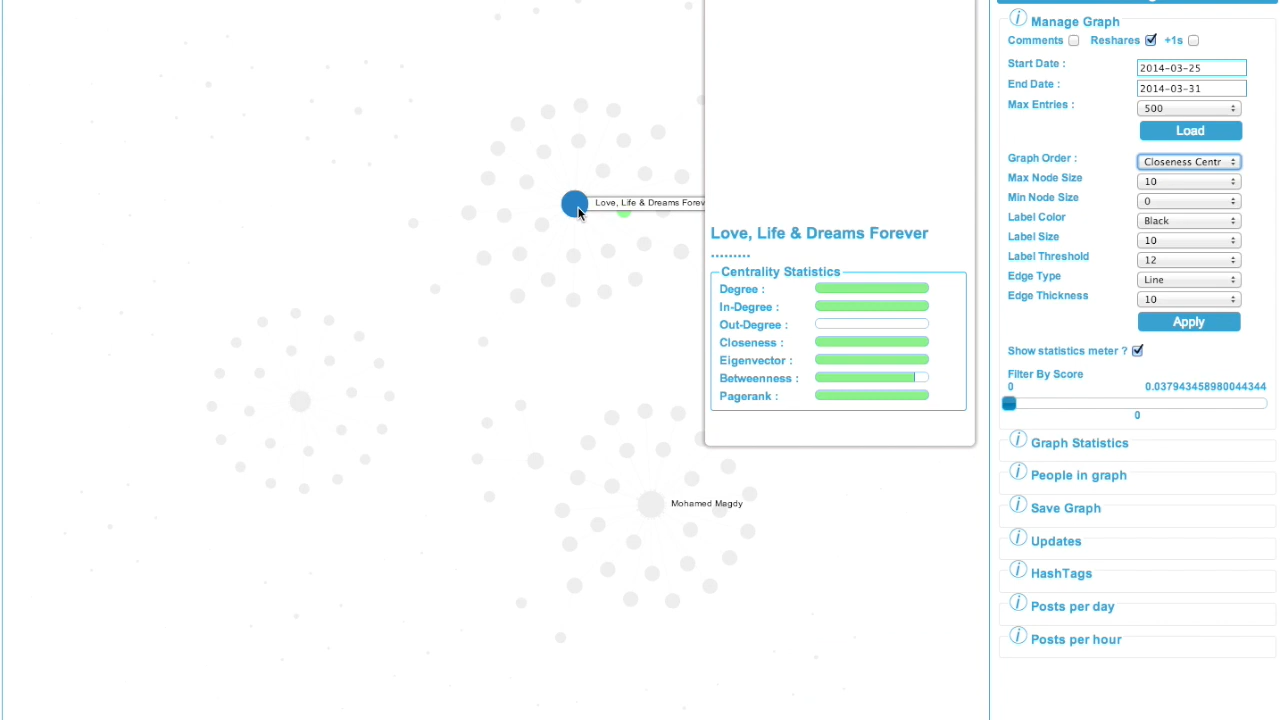 Love, Life & Dreams Forev
Mohamed Magdy
Love, Life & Dreams Forever
.........
Centrality Statistics
Degree :
In-Degree :
Out-Degree :
Closeness :
Eigenvector :
Betweenness :
Pagerank :
Manage Graph
Comments Reshares +1s
Start Date : 2014-03-25
End Date : 2014-03-31
Max Entries : 500
Load
Graph Order : Closeness Centr
Max Node Size 10
Min Node Size 0
Label Color Black
Label Size 10
Label Threshold 12
Edge Type Line
Edge Thickness 10
Apply
Show statistics meter ?
Filter By Score
0 0.037943458980044344
0
Graph Statistics
People in graph
Save Graph
Updates
HashTags
Posts per day
Posts per hour